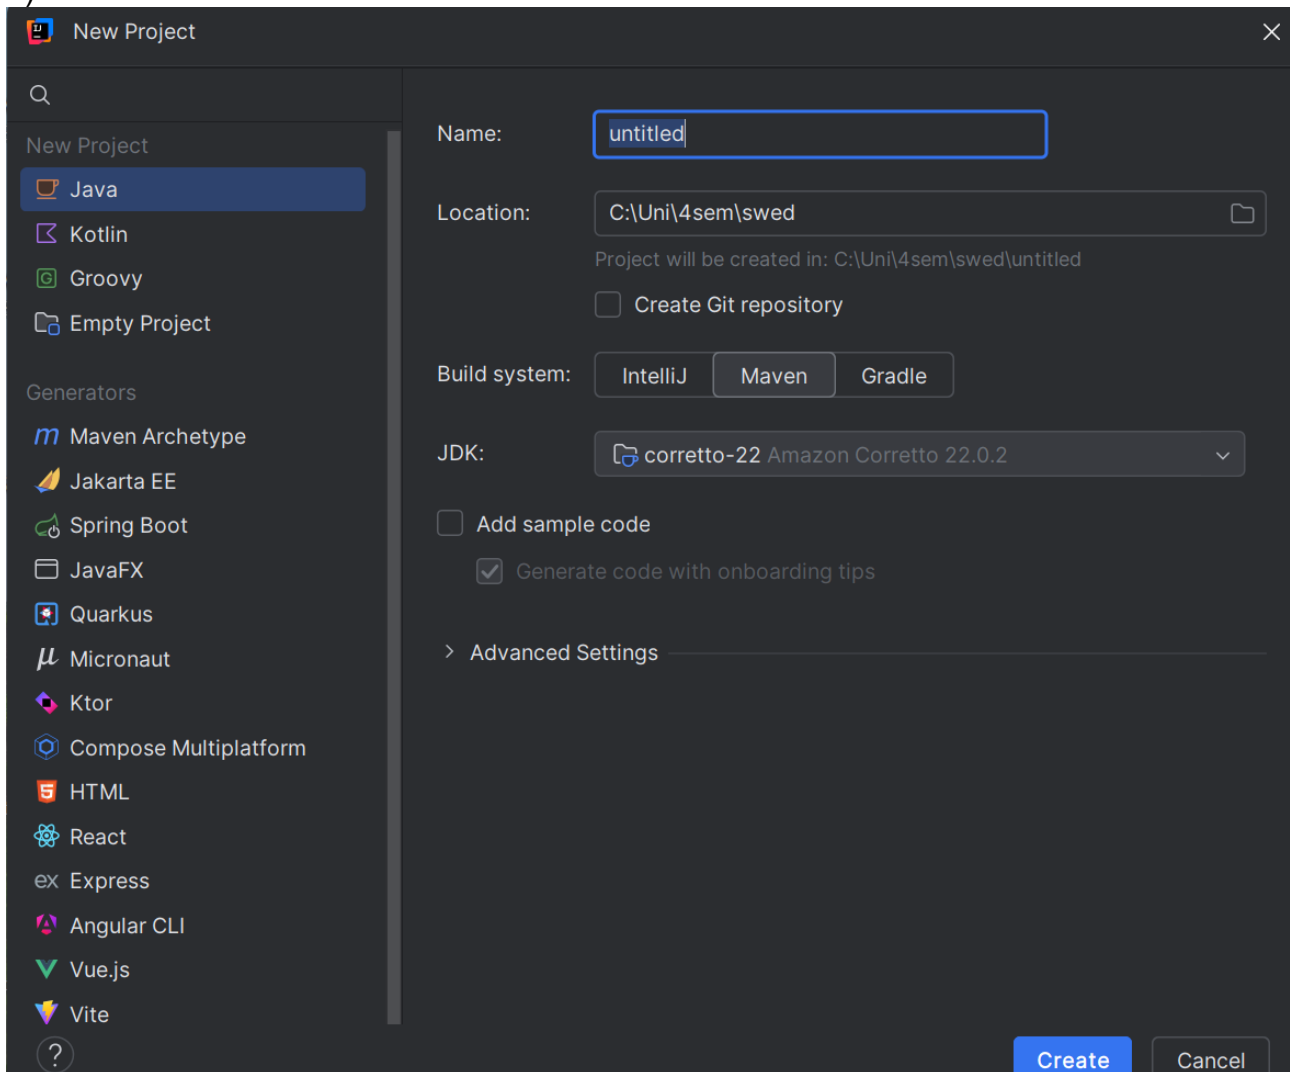 New Project
New Project
Java
Kotlin
Groovy
Empty Project
Generators
Maven Archetype
Jakarta EE
Spring Boot
JavaFX
Quarkus
Micronaut
Ktor
Compose Multiplatform
HTML
React
ex Express
Angular CLI
Vue.js
Vite
?
Name:
untitled
Location:
C:\Uni\4sem\swed
Project will be created in: C:\Uni\4sem\swed\untitled
Create Git repository
Build system:
IntelliJ Maven Gradle
JDK:
corretto-22 Amazon Corretto 22.0.2
Add sample code
Generate code with onboarding tips
Advanced Settings
Create Cancel